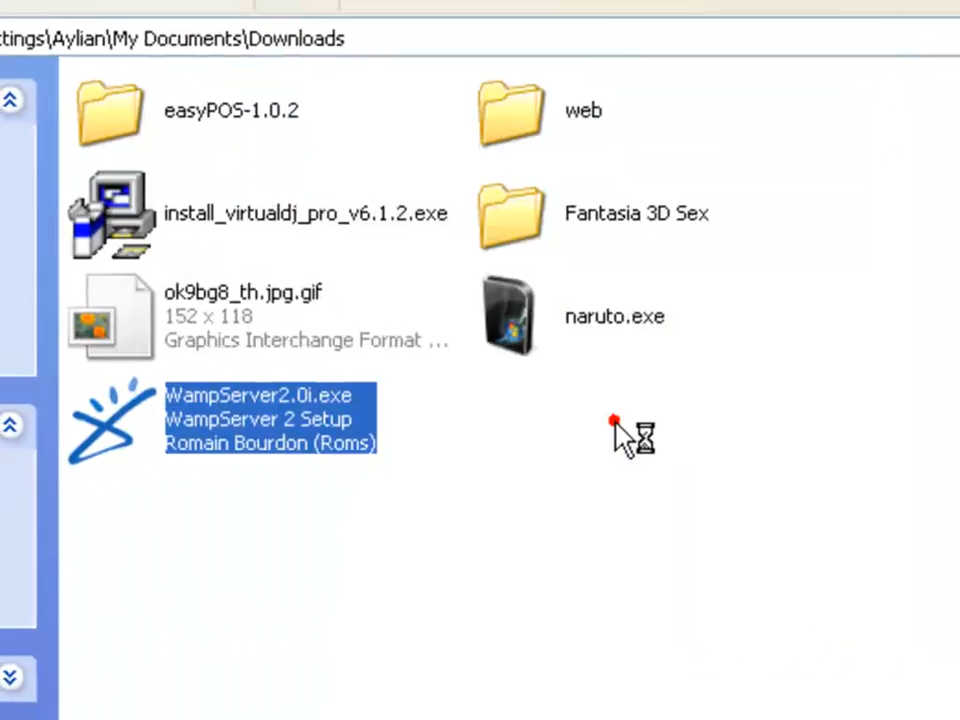 ttings\Aylian\My Documents\Downloads
easyPOS-1.0.2
web
install_virtualdj_pro_v6.1.2.exe
Fantasia 3D Sex
ok9bg8_th.jpg.gif
152 x 118
Graphics Interchange Format ...
naruto.exe
WampServer2.0i.exe
WampServer 2 Setup
Romain Bourdon (Roms)